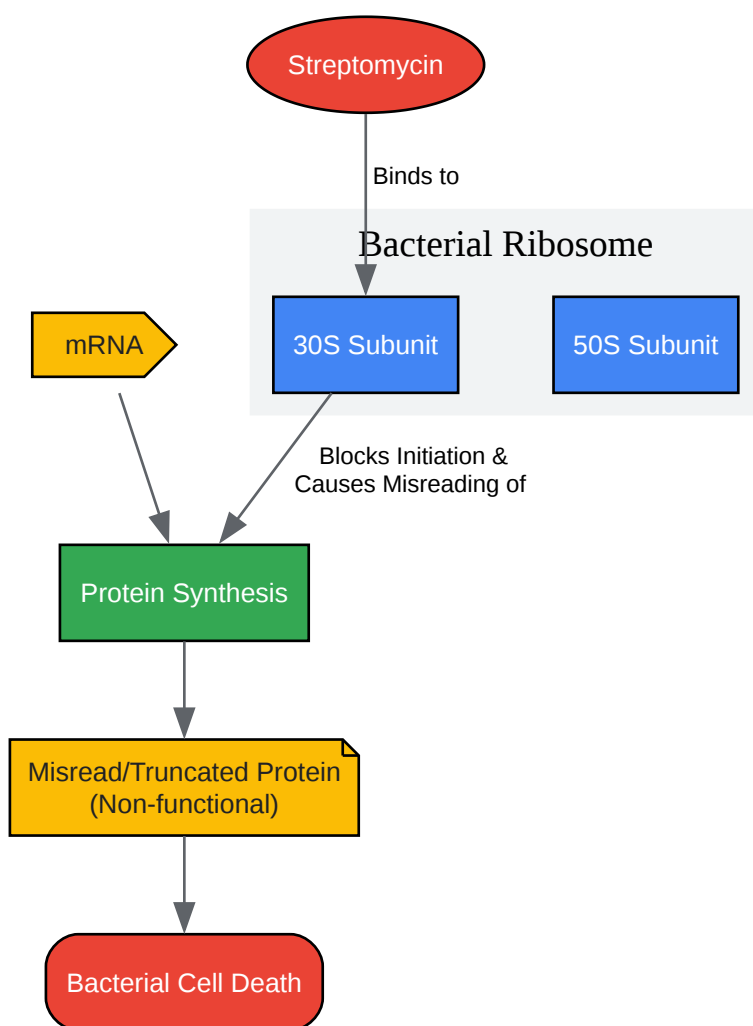 Streptomycin
Binds to
Bacterial Ribosome
mRNA
30S Subunit
50S Subunit
Blocks Initiation &
Causes Misreading of
Protein Synthesis
Misread/Truncated Protein
(Non-functional)
Bacterial Cell Death